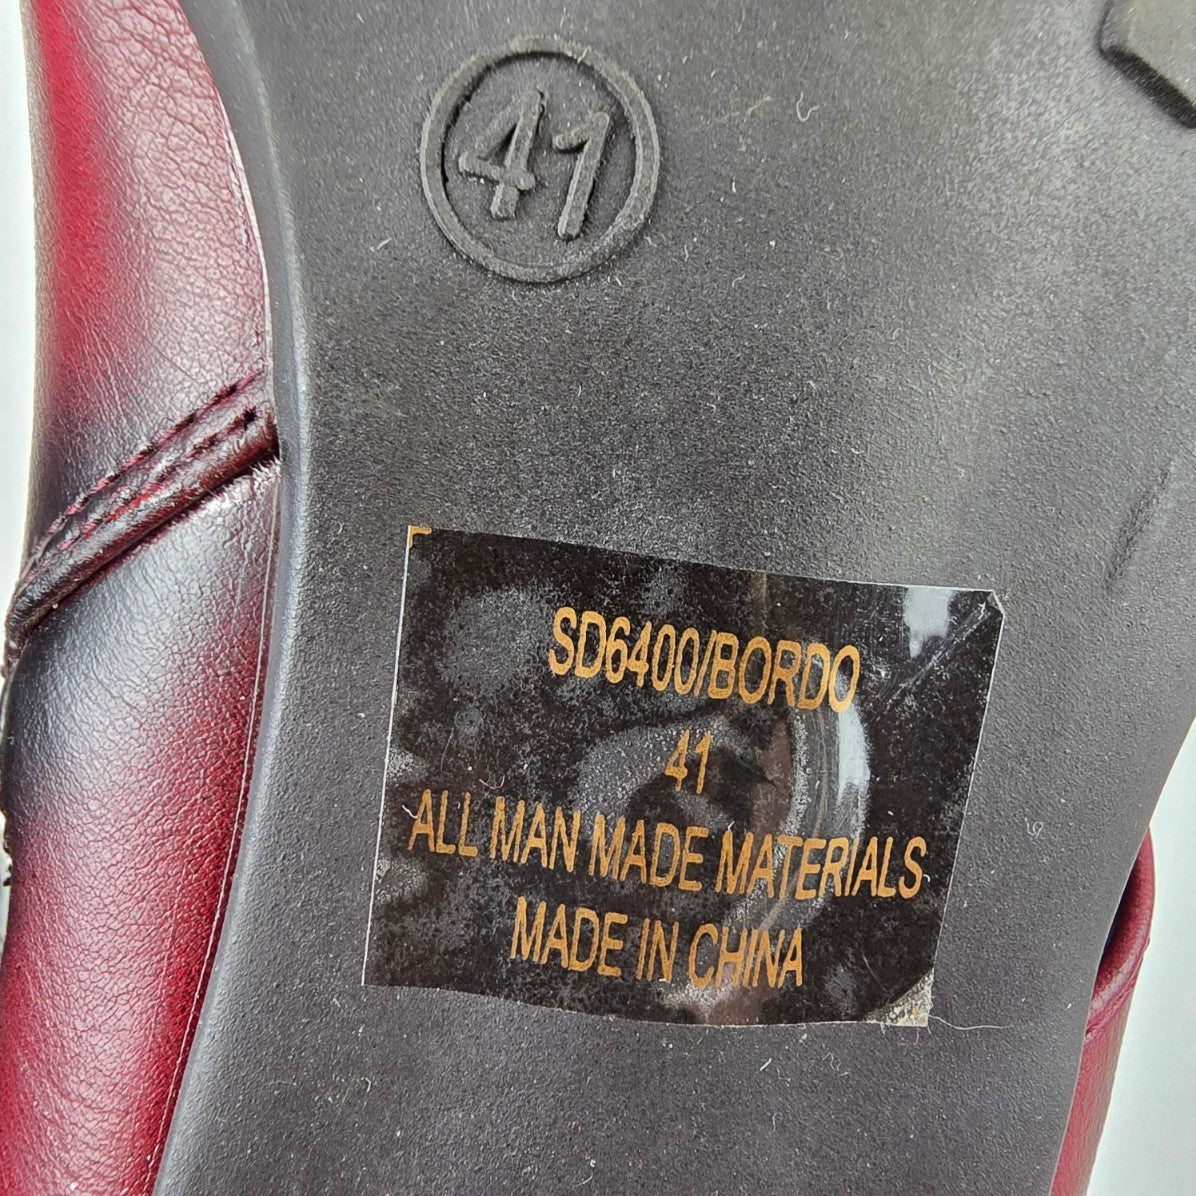 41
SD6400/BORDO
41
ALL MAN MADE MATERIALS
MADE IN CHINA